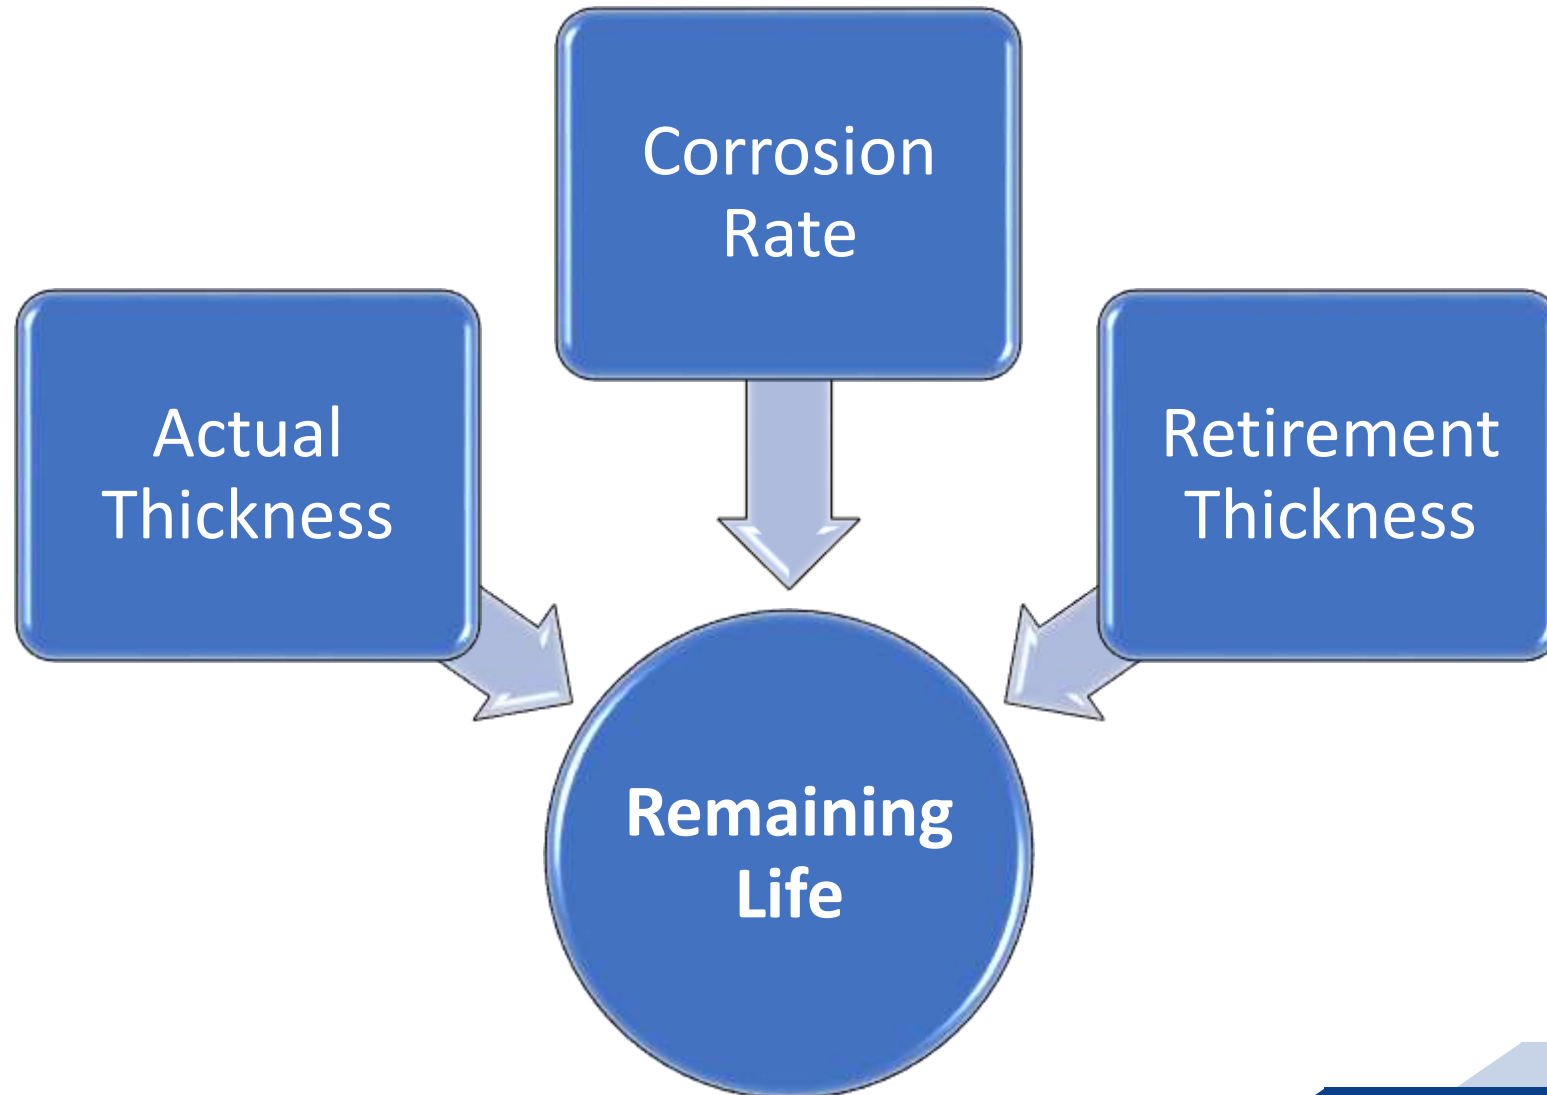 Corrosion
Rate
Actual
Thickness
Retirement
Thickness
Remaining
Life